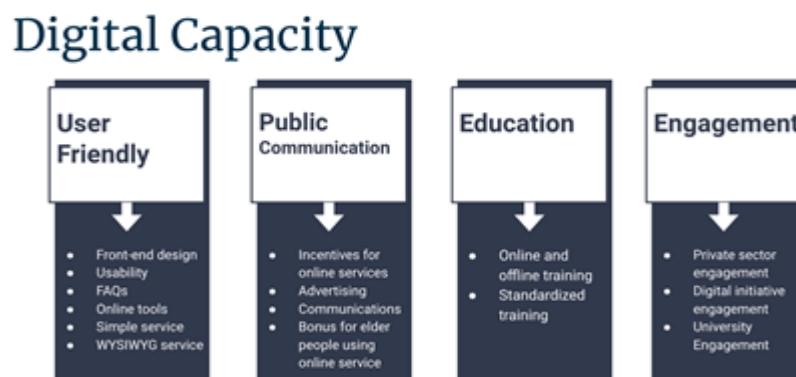 Digital Capacity
User
Friendly
• Front-end design
• Usability
• FAQs
• Online tools
• Simple service
• WYSIWYG service
Public
Communication
• Incentives for
online services
• Advertising
• Communications
• Bonus for elder
people using
online service
Education
• Online and
offline training
• Standardized
training
Engagement
• Private sector
engagement
• Digital initiative
engagement
• University
Engagement